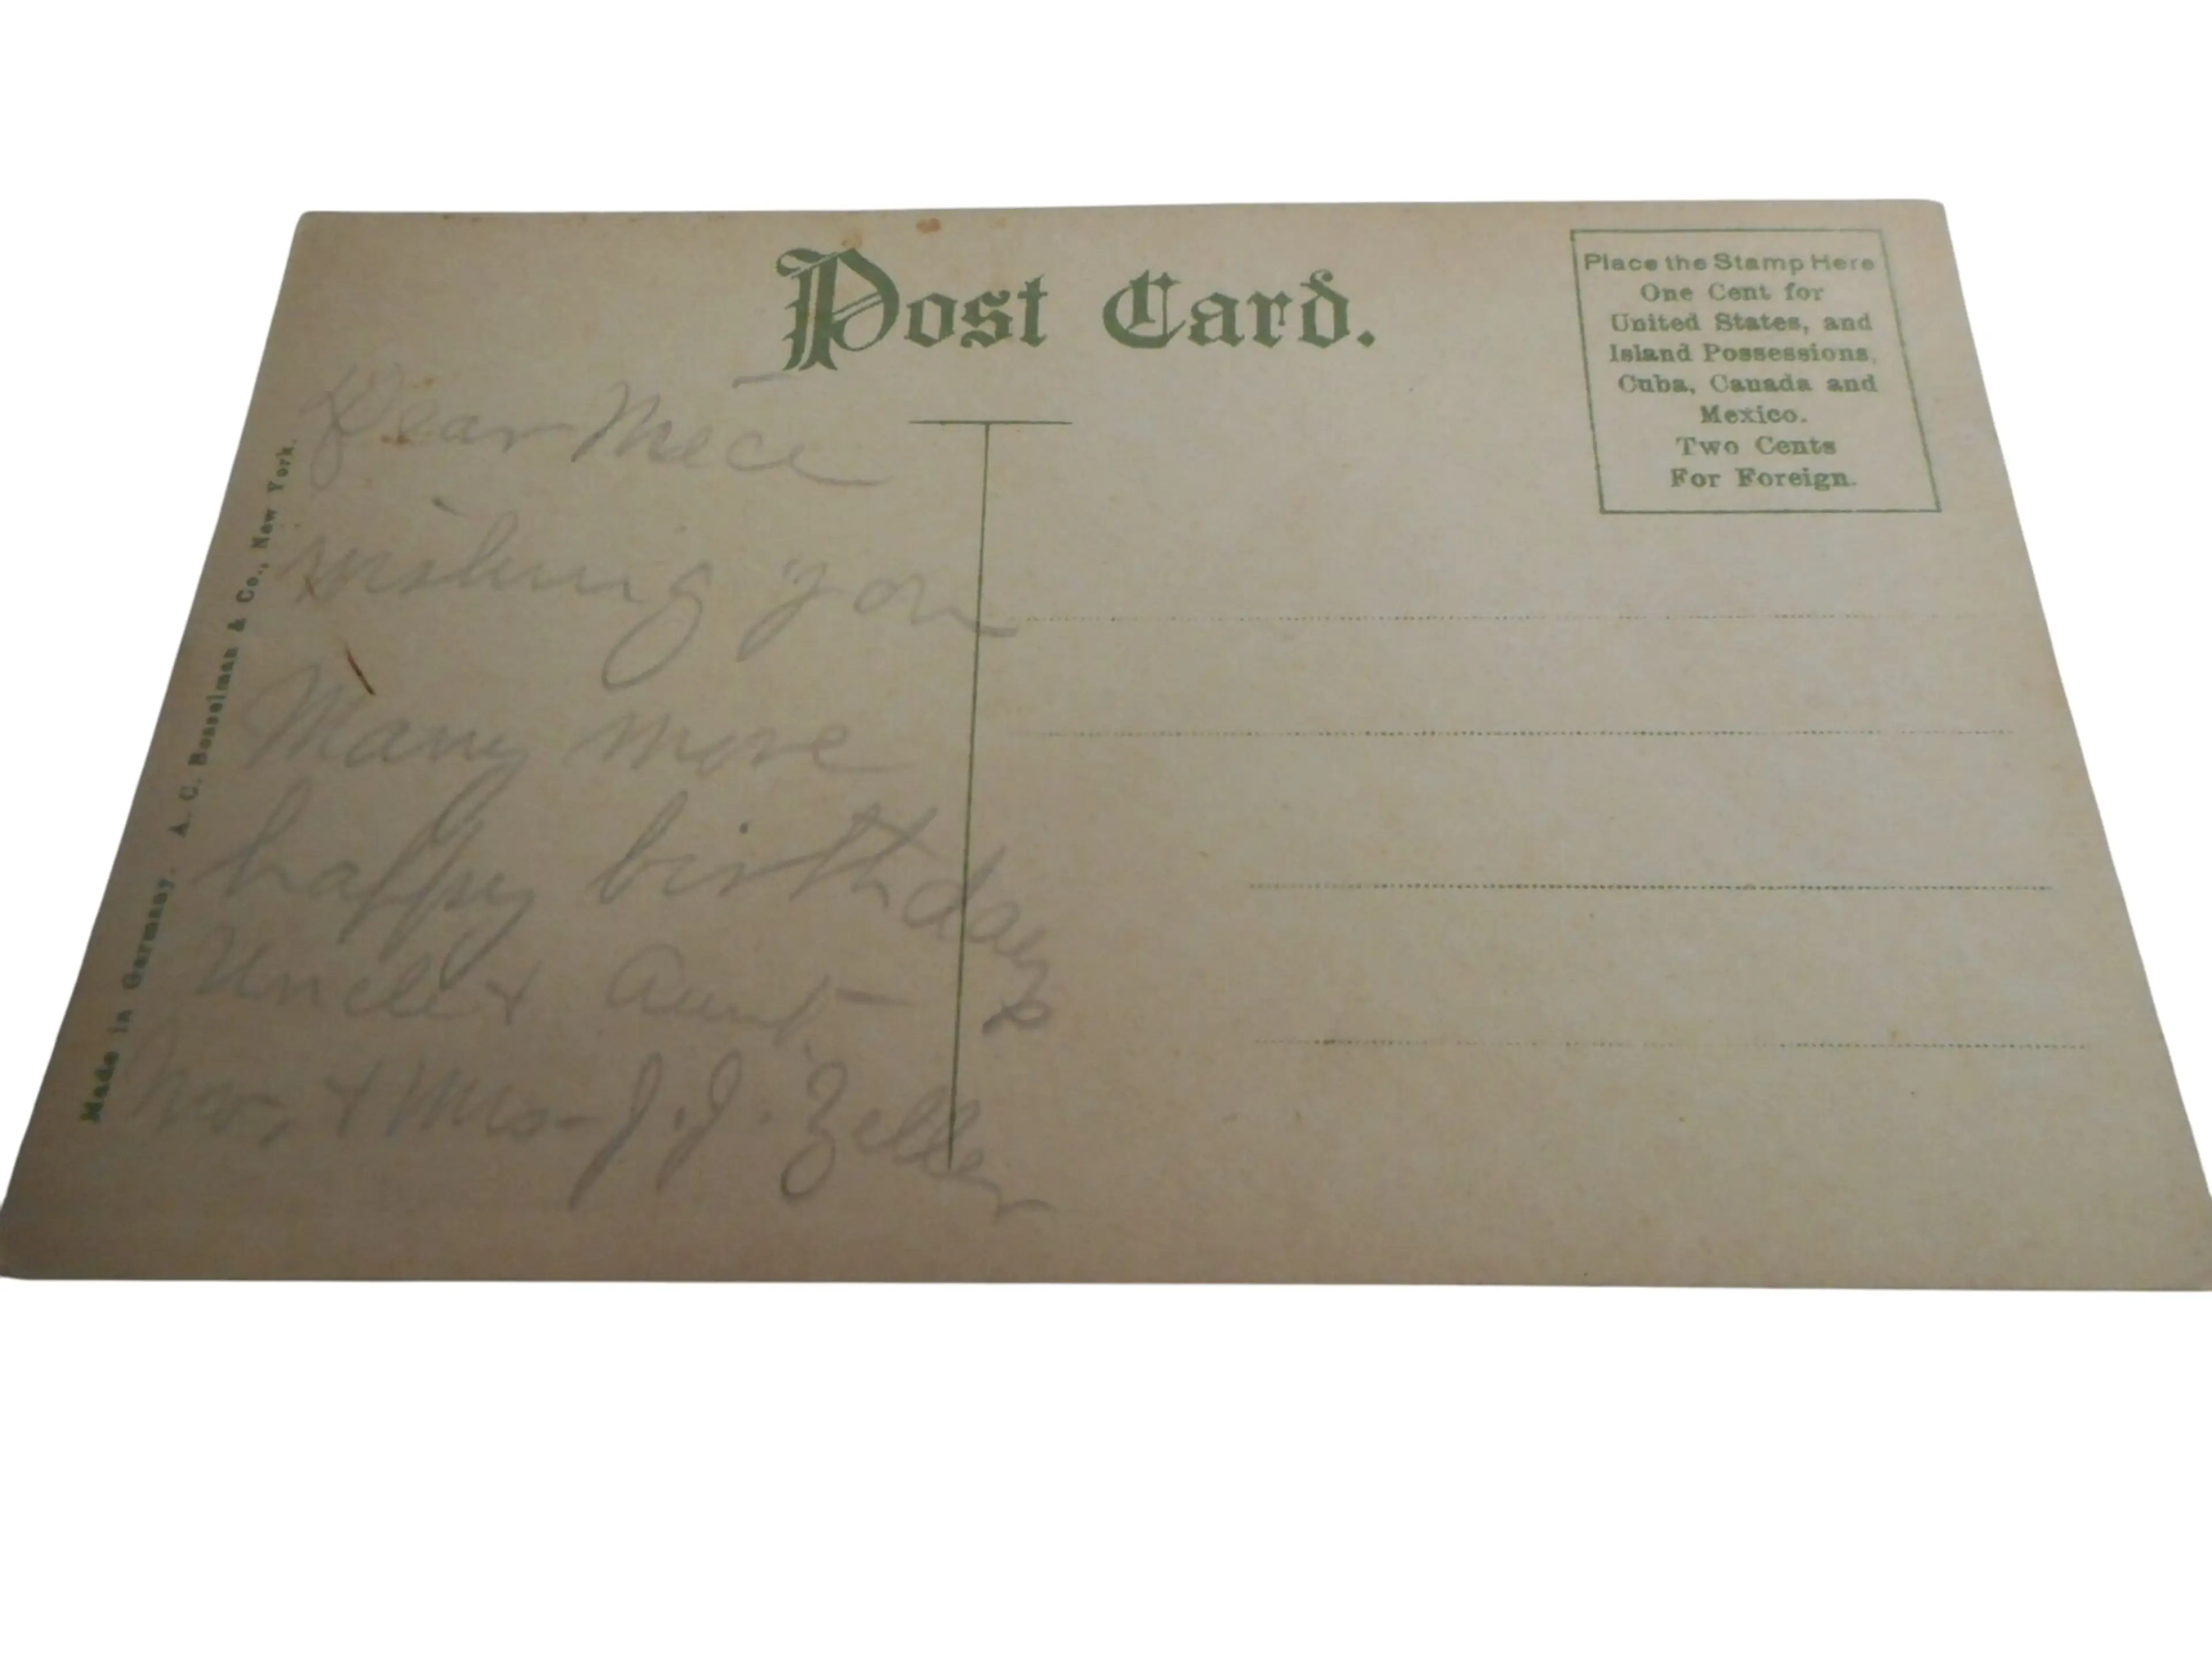 Post Card.
Place the Stamp Here
One Cent for
United States, and
Island Possessions,
Cuba, Canada and
Mexico.
Two Cents
For Foreign.
Dear Niece
wishing you
Many more
happy birthdays
Uncle & Aunt
Mr. & Mrs- J. J. Zeller
Made in Germany. A. C. Bosselman & Co., New York.